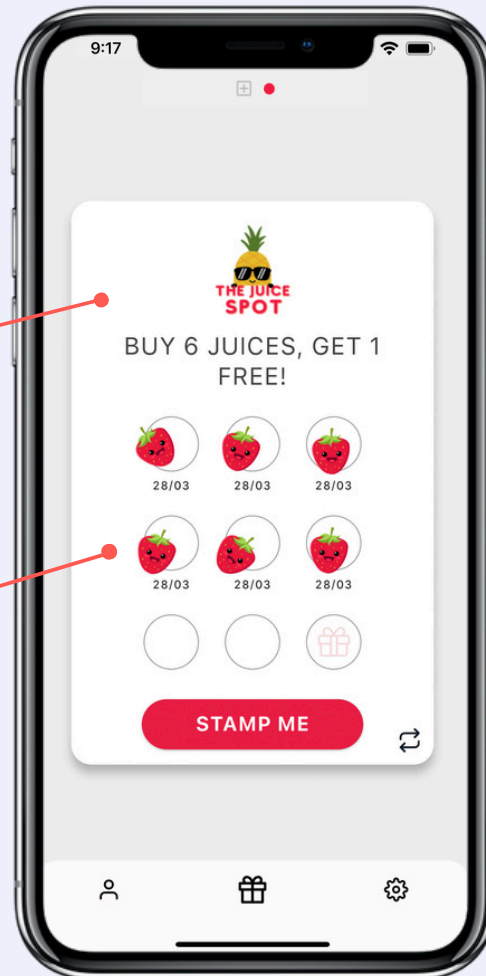 9:17
THE JUICE
SPOT
BUY 6 JUICES, GET 1
FREE!
28/03 28/03 28/03
28/03 28/03 28/03
STAMP ME